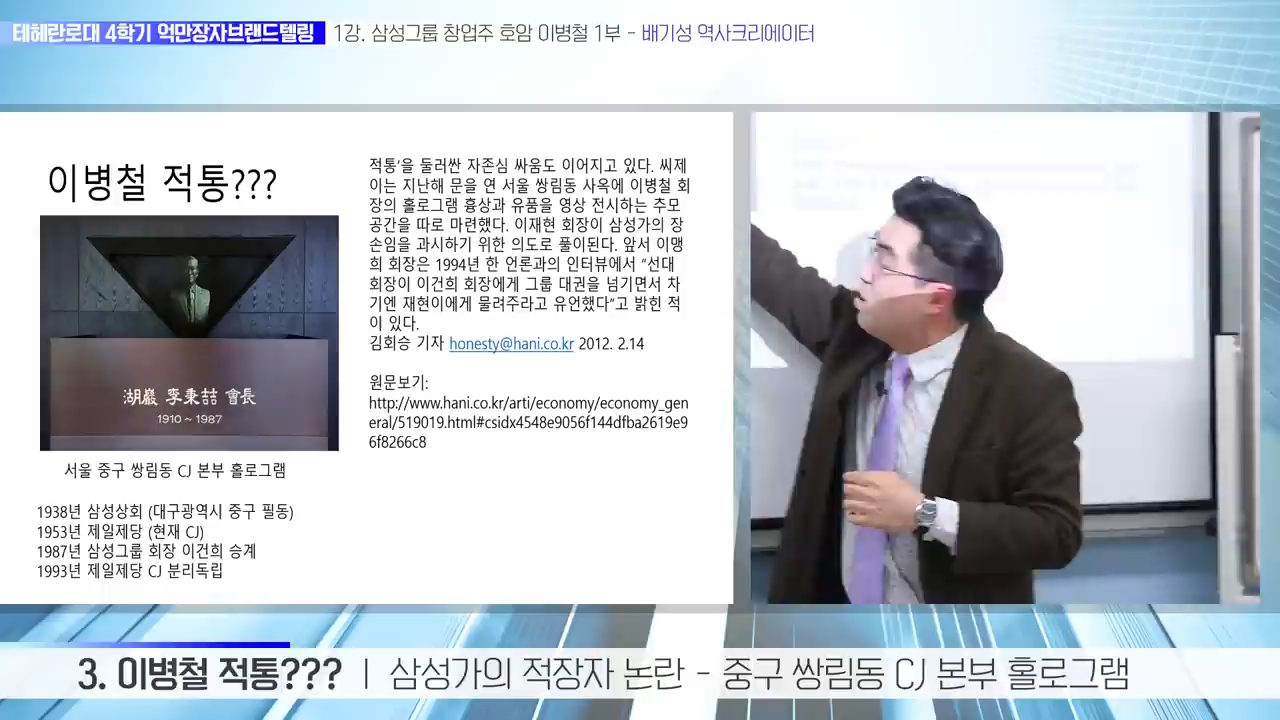 테헤란로대 4학기 억만장자브랜드텔링 1강. 삼성그룹 창업주 호암 이병철 1부 - 배기성 역사크리에이터
이병철 적통???
湖巖 李秉喆 會長
1910 ~ 1987
서울 중구 쌍림동 CJ 본부 홀로그램
1938년 삼성상회 (대구광역시 중구 필동)
1953년 제일제당 (현재 CJ)
1987년 삼성그룹 회장 이건희 승계
1993년 제일제당 CJ 분리독립
적통'을 둘러싼 자존심 싸움도 이어지고 있다. 씨제
이는 지난해 문을 연 서울 쌍림동 사옥에 이병철 회
장의 홀로그램 흉상과 유품을 영상 전시하는 추모
공간을 따로 마련했다. 이재현 회장이 삼성가의 장
손임을 과시하기 위한 의도로 풀이된다. 앞서 이맹
희 회장은 1994년 한 언론과의 인터뷰에서 "선대
회장이 이건희 회장에게 그룹 대권을 넘기면서 차
기엔 재현이에게 물려주라고 유언했다"고 밝힌 적
이 있다.
김회승 기자 honesty@hani.co.kr 2012. 2.14
원문보기:
http://www.hani.co.kr/arti/economy/economy_gen
eral/519019.html#csidx4548e9056f144dfba2619e9
6f8266c8
3. 이병철 적통??? | 삼성가의 적장자 논란 - 중구 쌍림동 CJ 본부 홀로그램